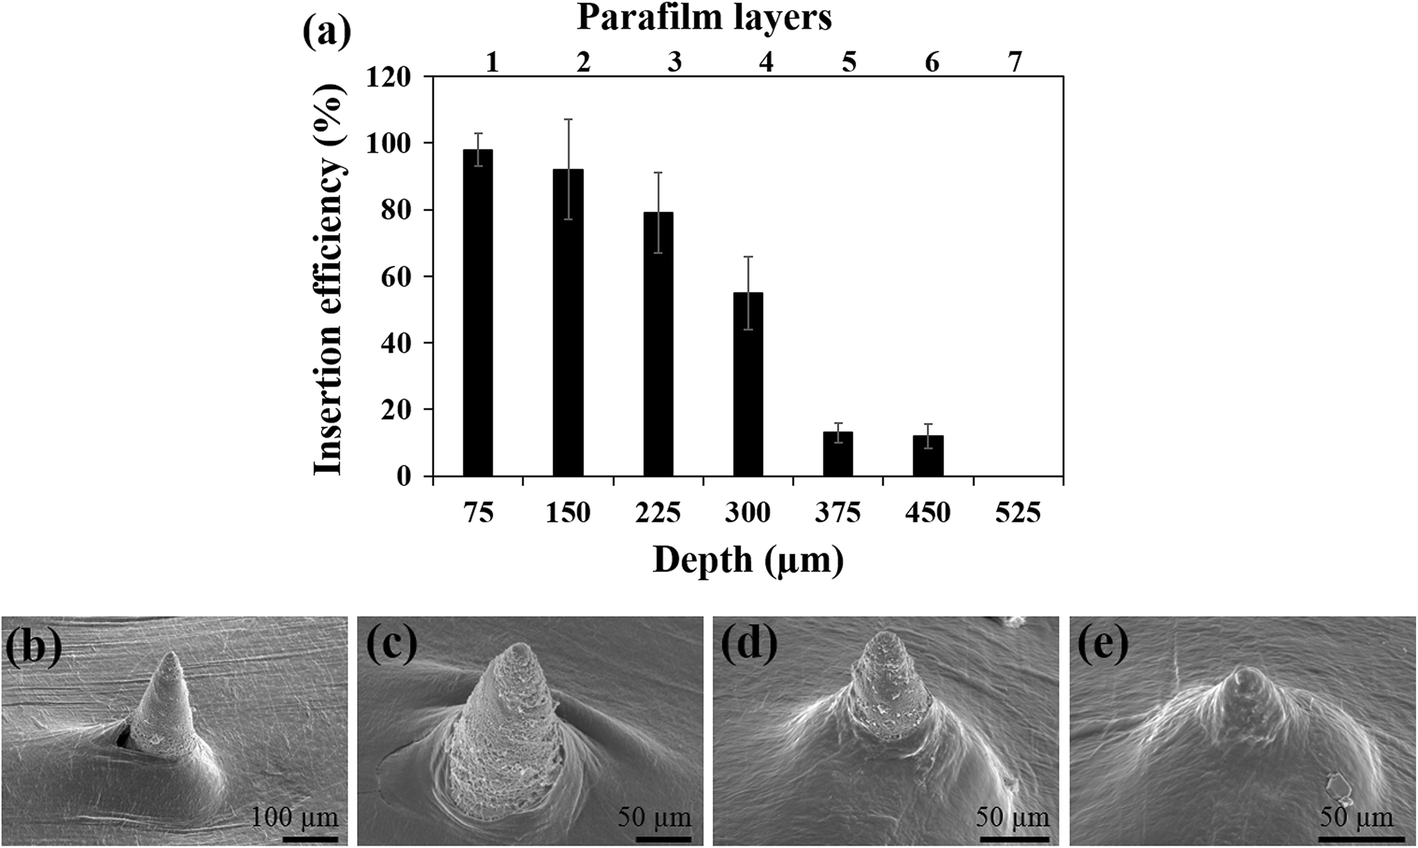 (a)
Parafilm layers
1 2 3 4 5 6 7
120
100
80
60
40
20
0
Insertion efficiency (%)
75 150 225 300 375 450 525
Depth (µm)
(b)
100 µm
(c)
50 µm
(d)
50 µm
(e)
50 µm